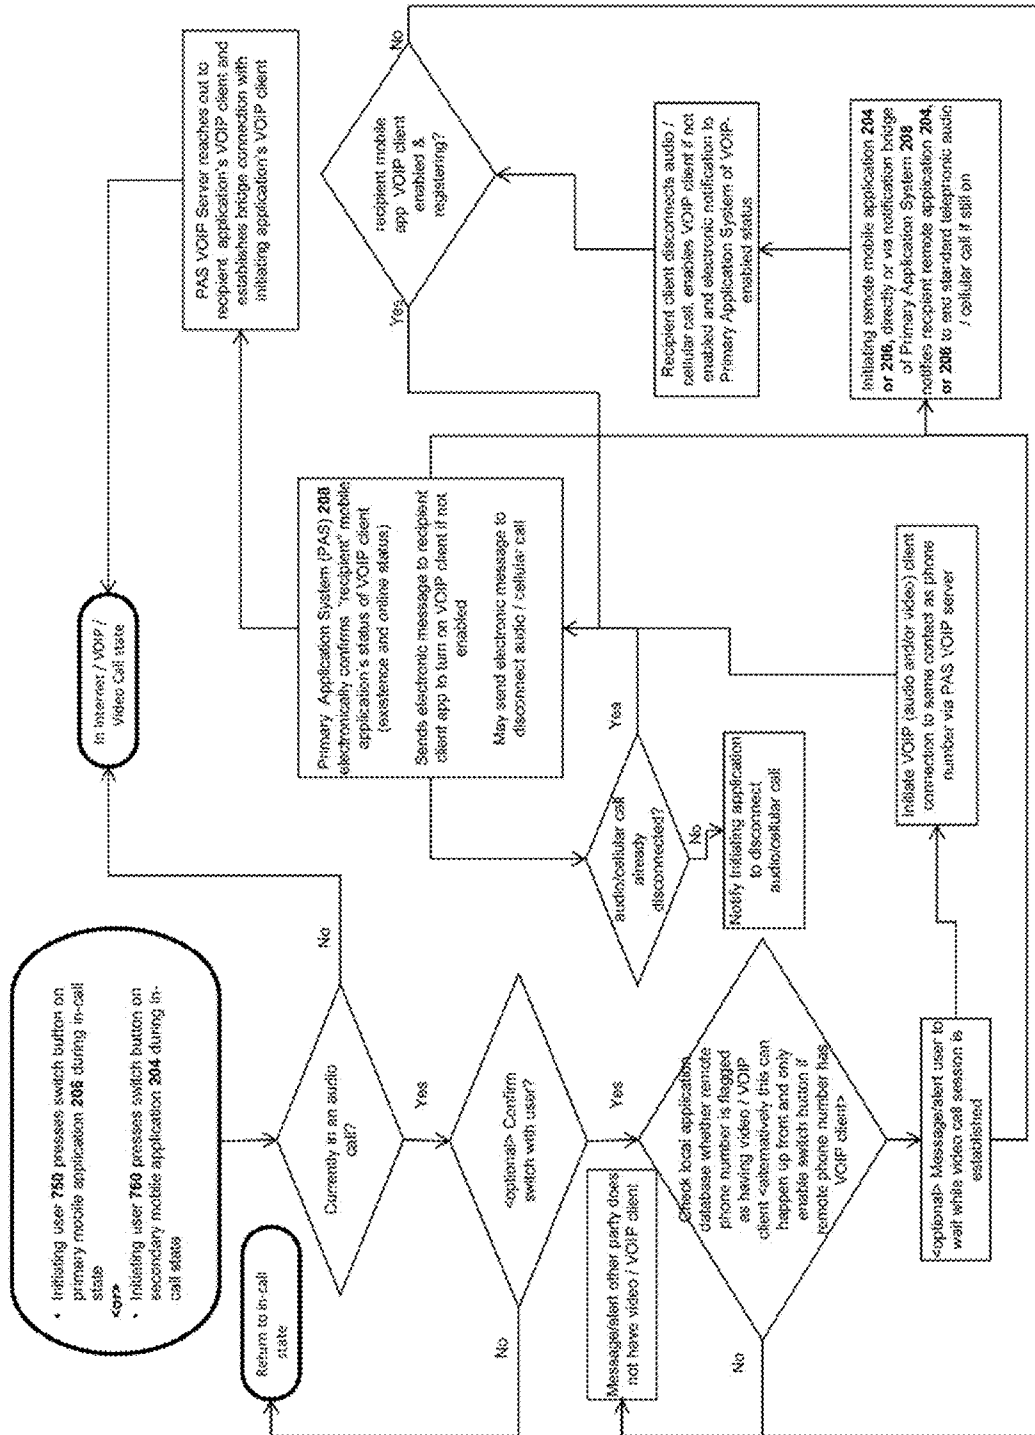 • Initiating user 750 presses switch button on
primary mobile application 206 during in-call
state
<or>
• Initiating user 760 presses switch button on
secondary mobile application 204 during in-
call state
Currently in an audio
call?
No
Yes
In Internet / VOIP /
Video Call state
Return to in-call
state
<optional> Confirm
switch with user?
No
Yes
Message/alert other party does
not have video / VOIP client
Check local application
database whether remote
phone number is flagged
as having video / VOIP
client <alternatively this can
happen up front and only
enable switch button if
remote phone number has
VOIP client>
No
<optional> Message/alert user to
wait while video call session is
established
Initiate VOIP (audio and/or video) client
connection to same contact as phone
number via PAS VOIP server
Primary Application System (PAS) 208
electronically confirms "recipient" mobile
application's status of VOIP client
(existence and online status)
Sends electronic message to recipient
client app to turn on VOIP client if not
enabled
May send electronic message to
disconnect audio / cellular call
audio/cellular call
already
disconnected?
Yes
No
Notify Initiating application
to disconnect
audio/cellular call
PAS VOIP Server reaches out to
recipient application's VOIP client and
establishes bridge connection with
initiating application's VOIP client
recipient mobile
app VOIP client
enabled &
registering?
Yes
No
Recipient client disconnects audio /
cellular call, enables VOIP client if not
enabled and electronic notification to
Primary Application System of VOIP-
enabled status
Initiating remote mobile application 204
or 206, directly or via notification bridge
of Primary Application System 208
notifies recipient remote application 204,
or 206 to end standard telephonic audio
/ cellular call if still on